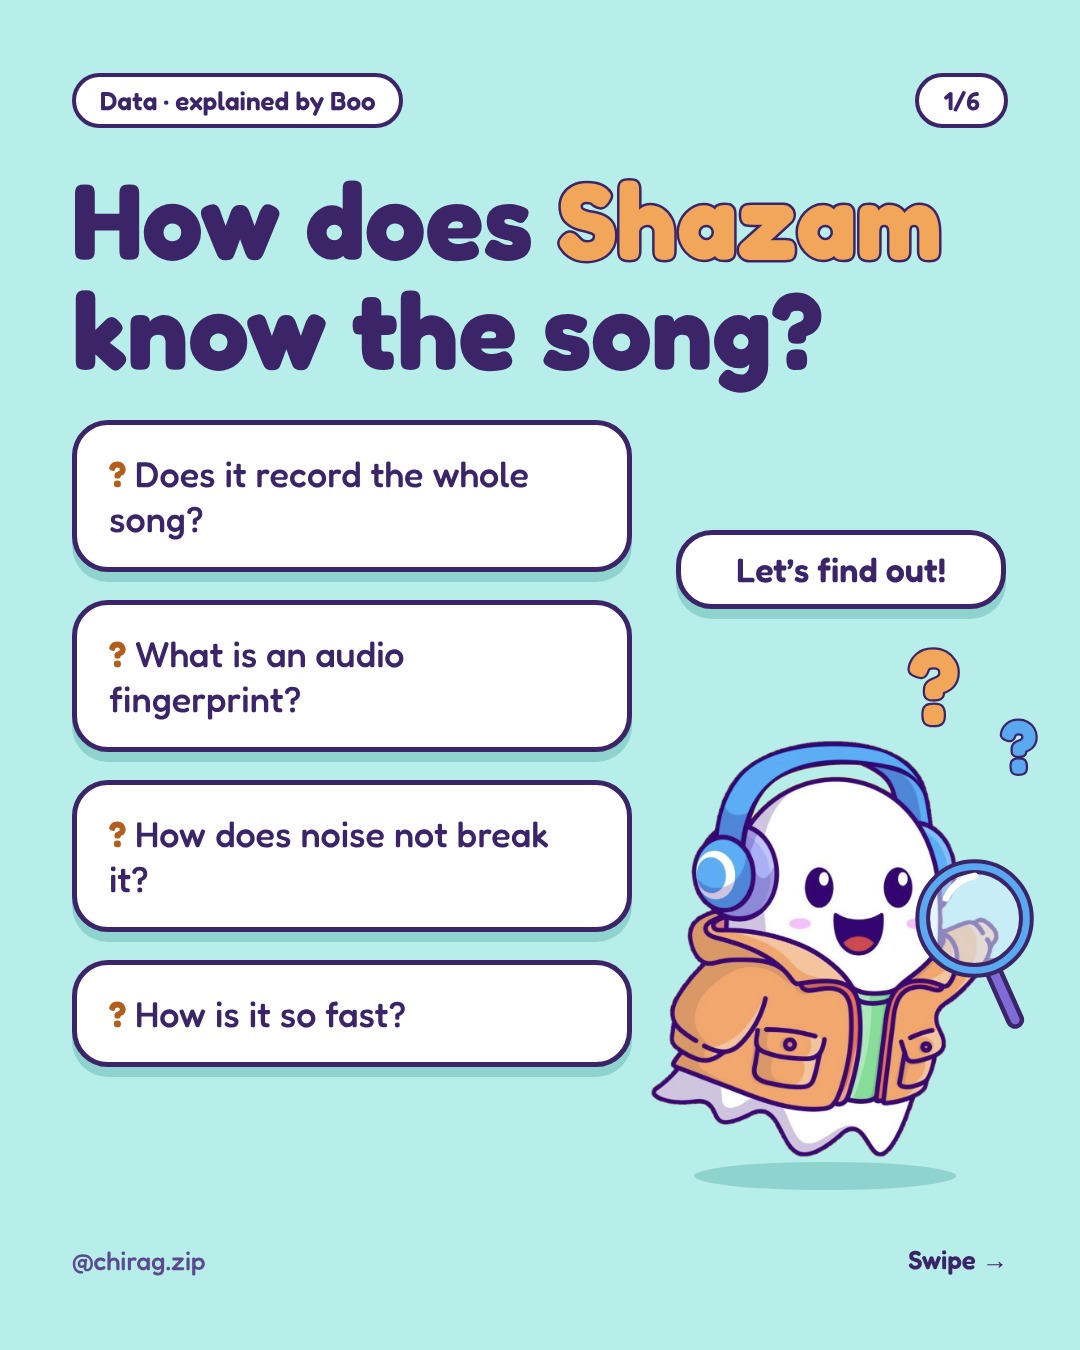 Data · explained by Boo
1/6
How does Shazam
know the song?
? Does it record the whole
song?
? What is an audio
fingerprint?
? How does noise not break
it?
? How is it so fast?
Let’s find out!
?
?
@chirag.zip
Swipe →